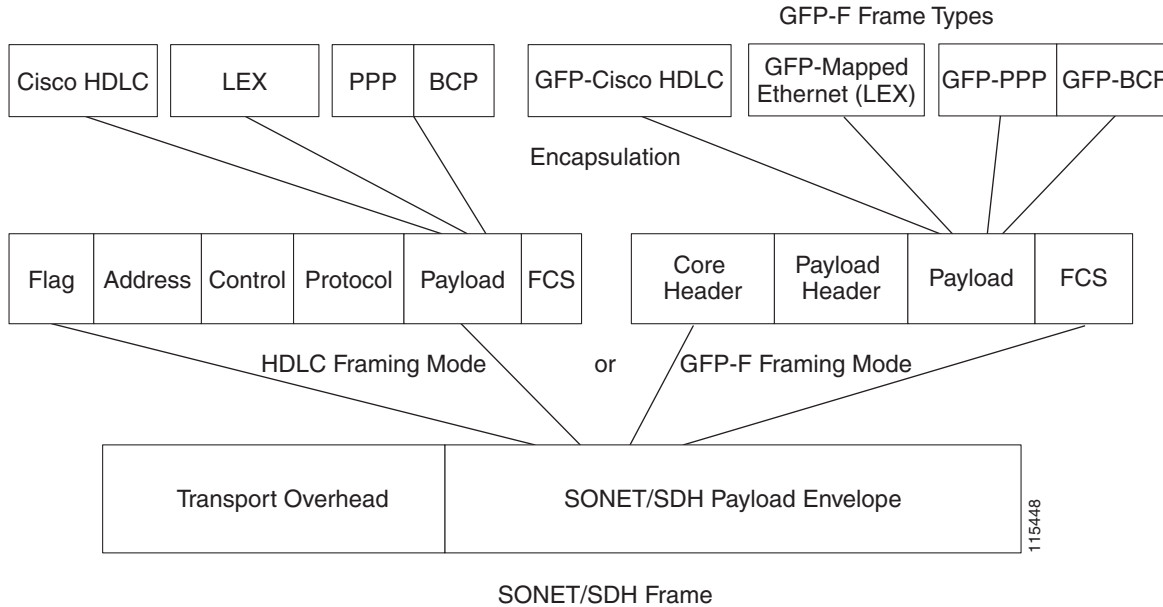 GFP-F Frame Types
Cisco HDLC
LEX
PPP
BCP
GFP-Cisco HDLC
GFP-Mapped
Ethernet (LEX)
GFP-PPP
GFP-BCP
Encapsulation
Flag
Address
Control
Protocol
Payload
FCS
Core
Header
Payload
Header
Payload
FCS
HDLC Framing Mode
or
GFP-F Framing Mode
Transport Overhead
SONET/SDH Payload Envelope
115448
SONET/SDH Frame